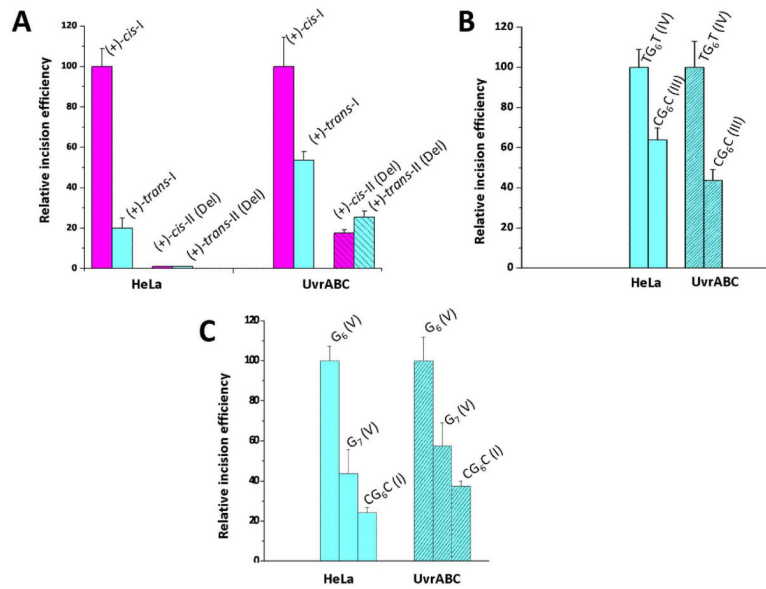 A
Relative incision efficiency
120
100
80
60
40
20
0
(+)-cis-I
(+)-trans-I
(+)-cis-II (Del)
(+)-trans-II (Del)
(+)-cis-I
(+)-trans-I
(+)-cis-II (Del)
(+)-trans-II (Del)
HeLa
UvrABC
B
Relative incision efficiency
120
100
80
60
40
20
0
TG₆T (IV)
CG₆C (III)
TG₆T (IV)
CG₆C (III)
HeLa
UvrABC
C
Relative incision efficiency
120
100
80
60
40
20
0
G₆ (V)
G₇ (V)
CG₆C (I)
G₆ (V)
G₇ (V)
CG₆C (I)
HeLa
UvrABC